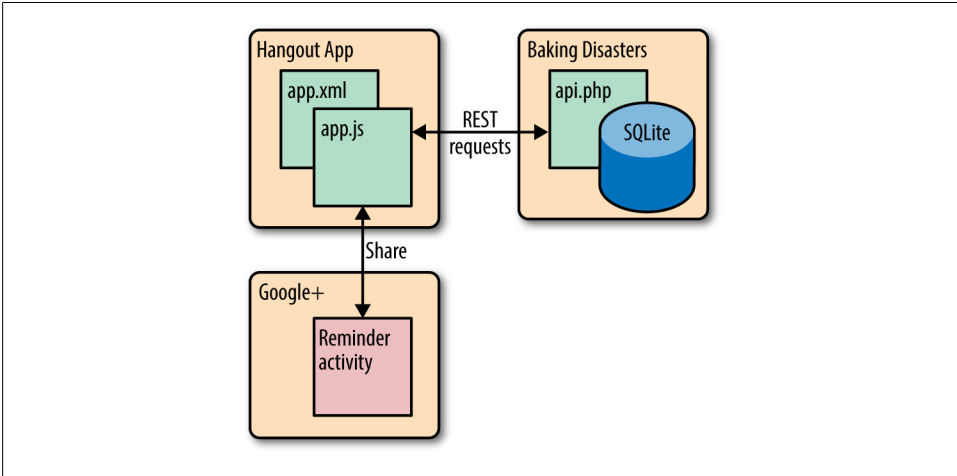 Hangout App
app.xml
app.js
REST
requests
Baking Disasters
api.php
SQLite
Share
Google+
Reminder
activity